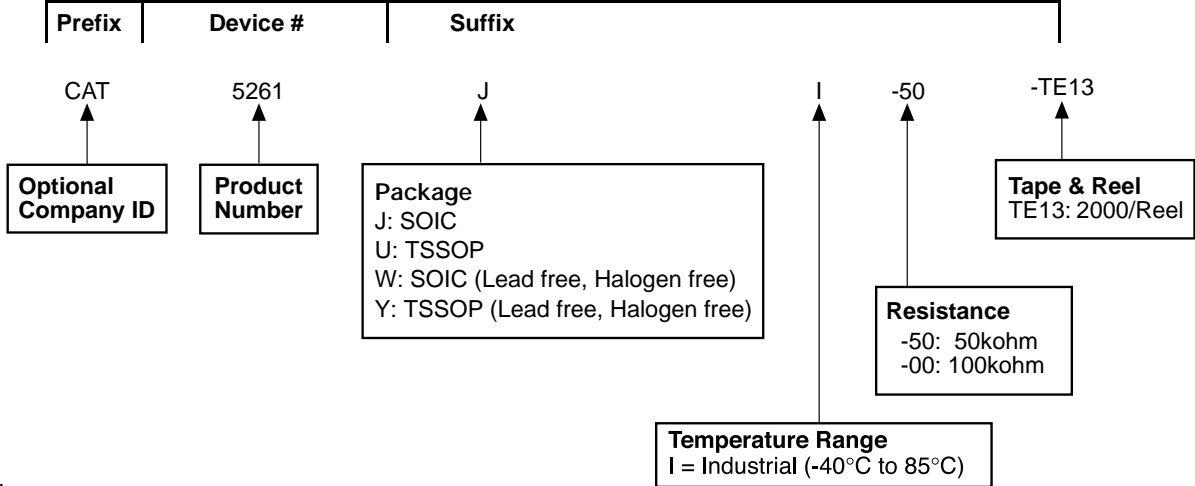 Prefix Device # Suffix
CAT 5261 J I -50 -TE13
Optional
Company ID
Product
Number
Package
J: SOIC
U: TSSOP
W: SOIC (Lead free, Halogen free)
Y: TSSOP (Lead free, Halogen free)
Tape & Reel
TE13: 2000/Reel
Resistance
-50: 50kohm
-00: 100kohm
Temperature Range
I = Industrial (-40°C to 85°C)